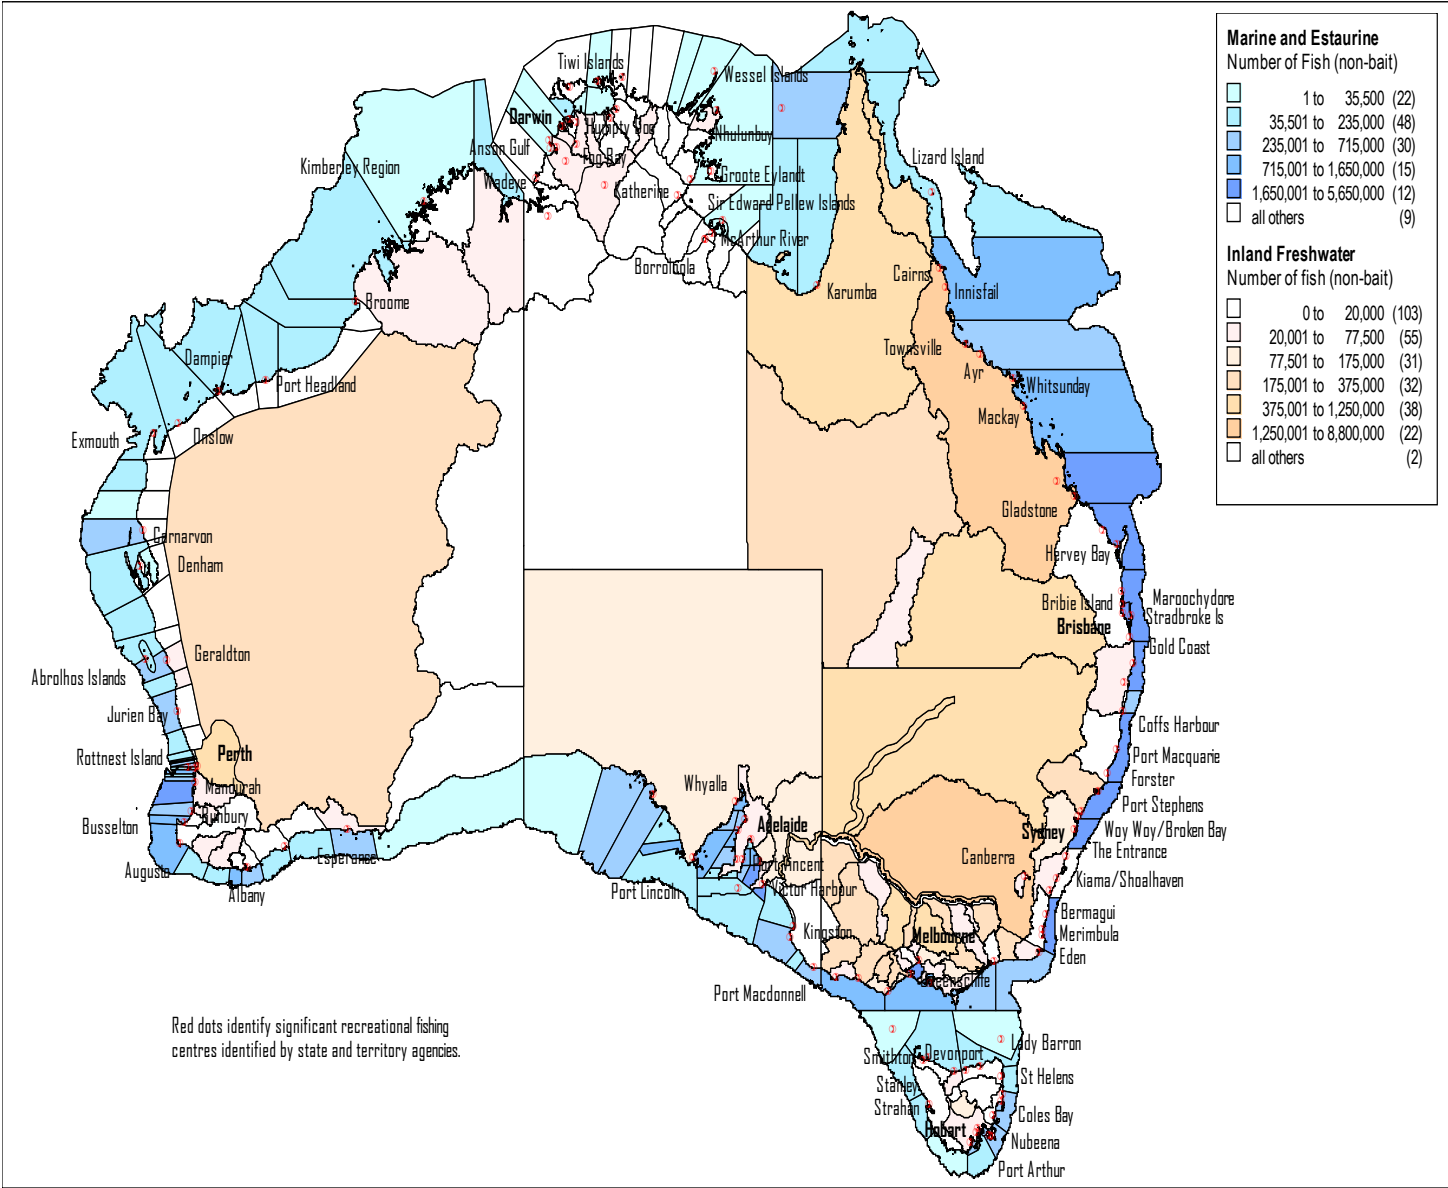 Marine and Estaurine
Number of Fish (non-bait)
1 to 35,500 (22)
35,501 to 235,000 (48)
235,001 to 715,000 (30)
715,001 to 1,650,000 (15)
1,650,001 to 5,650,000 (12)
all others (9)
Inland Freshwater
Number of fish (non-bait)
0 to 20,000 (103)
20,001 to 77,500 (55)
77,501 to 175,000 (31)
175,001 to 375,000 (32)
375,001 to 1,250,000 (38)
1,250,001 to 8,800,000 (22)
all others (2)
Tiwi Islands
Wessel Islands
Darwin
Humpty Doo
Nhulunbuy
Anson Gulf
Fog Bay
Lizard Island
Kimberley Region
Groote Eylandt
Wadeye
Katherine
Sir Edward Pellew Islands
McArthur River
Borroloola
Cairns
Karumba
Innisfail
Broome
Townsville
Dampier
Ayr
Port Headland
Whitsunday
Mackay
Exmouth
Onslow
Gladstone
Carnarvon
Hervey Bay
Denham
Bribie Island
Maroochydore
Stradbroke Is
Brisbane
Gold Coast
Geraldton
Abrolhos Islands
Jurien Bay
Coffs Harbour
Rottnest Island
Perth
Port Macquarie
Forster
Whyalla
Mandurah
Port Stephens
Bunbury
Adelaide
Busselton
Sydney
Woy Woy/Broken Bay
The Entrance
Esperance
Canberra
Port Vincent
Augusta
Kiama/Shoalhaven
Albany
Port Lincoln
Victor Harbour
Bermagui
Kingston
Melbourne
Merimbula
Eden
Queenscliffe
Port Macdonnell
Red dots identify significant recreational fishing
centres identified by state and territory agencies.
Lady Barron
Smithton
Devonport
St Helens
Stanley
Strahan
Coles Bay
Hobart
Nubeena
Port Arthur